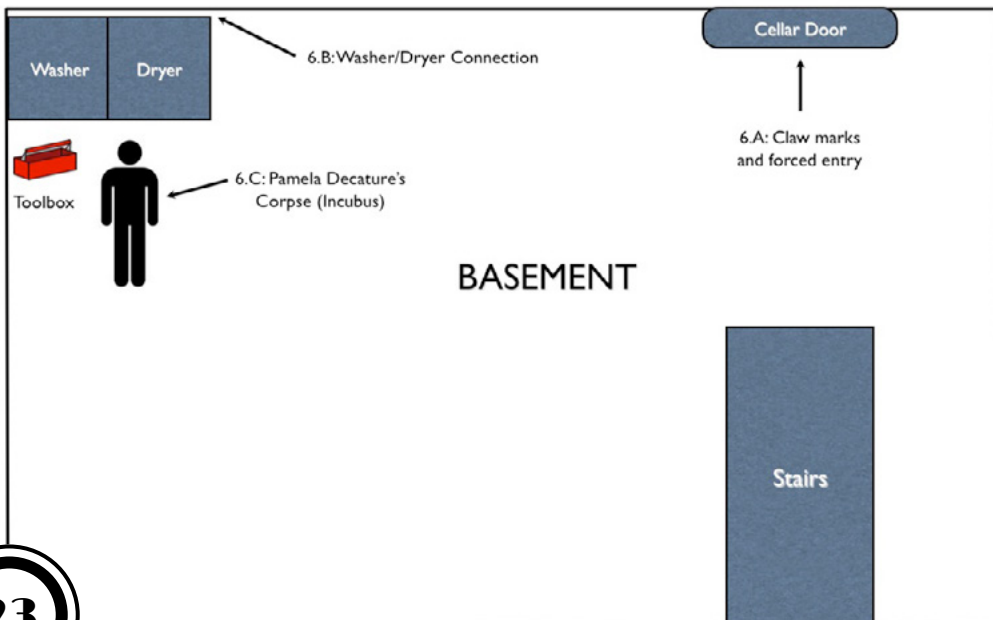 Cellar Door
Washer
Dryer
6.B: Washer/Dryer Connection
6.A: Claw marks
and forced entry
6.C: Pamela Decature's
Corpse (Incubus)
Toolbox
BASEMENT
Stairs
23